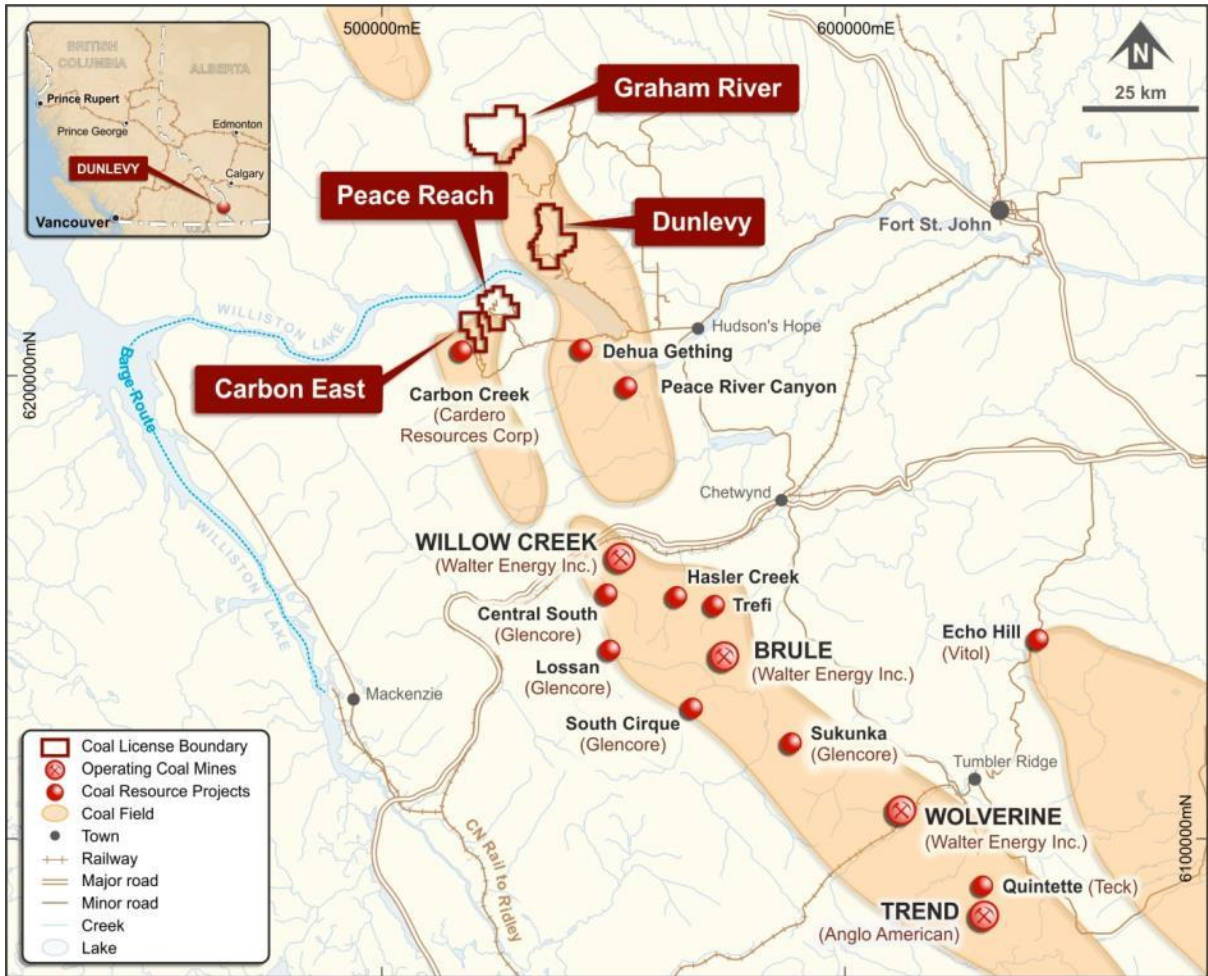 BRITISH
COLUMBIA
ALBERTA
Prince Rupert
Prince George
Edmonton
DUNLEVY
Calgary
Vancouver
500000mE
600000mE
N
25 km
Graham River
Peace Reach
Dunlevy
Fort St. John
WILLISTON LAKE
Hudson's Hope
Barge Route
Carbon East
Dehua Gething
Peace River Canyon
Carbon Creek
(Cardero
Resources Corp)
6200000mN
Chetwynd
WILLISTON
LAKE
WILLOW CREEK
(Walter Energy Inc.)
Hasler Creek
Trefi
Central South
(Glencore)
Echo Hill
(Vitol)
BRULE
(Walter Energy Inc.)
Lossan
(Glencore)
Mackenzie
South Cirque
(Glencore)
Sukunka
(Glencore)
Tumbler Ridge
WOLVERINE
(Walter Energy Inc.)
6100000mN
CN Rail to Ridley
Quintette (Teck)
TREND
(Anglo American)
Coal License Boundary
Operating Coal Mines
Coal Resource Projects
Coal Field
Town
Railway
Major road
Minor road
Creek
Lake